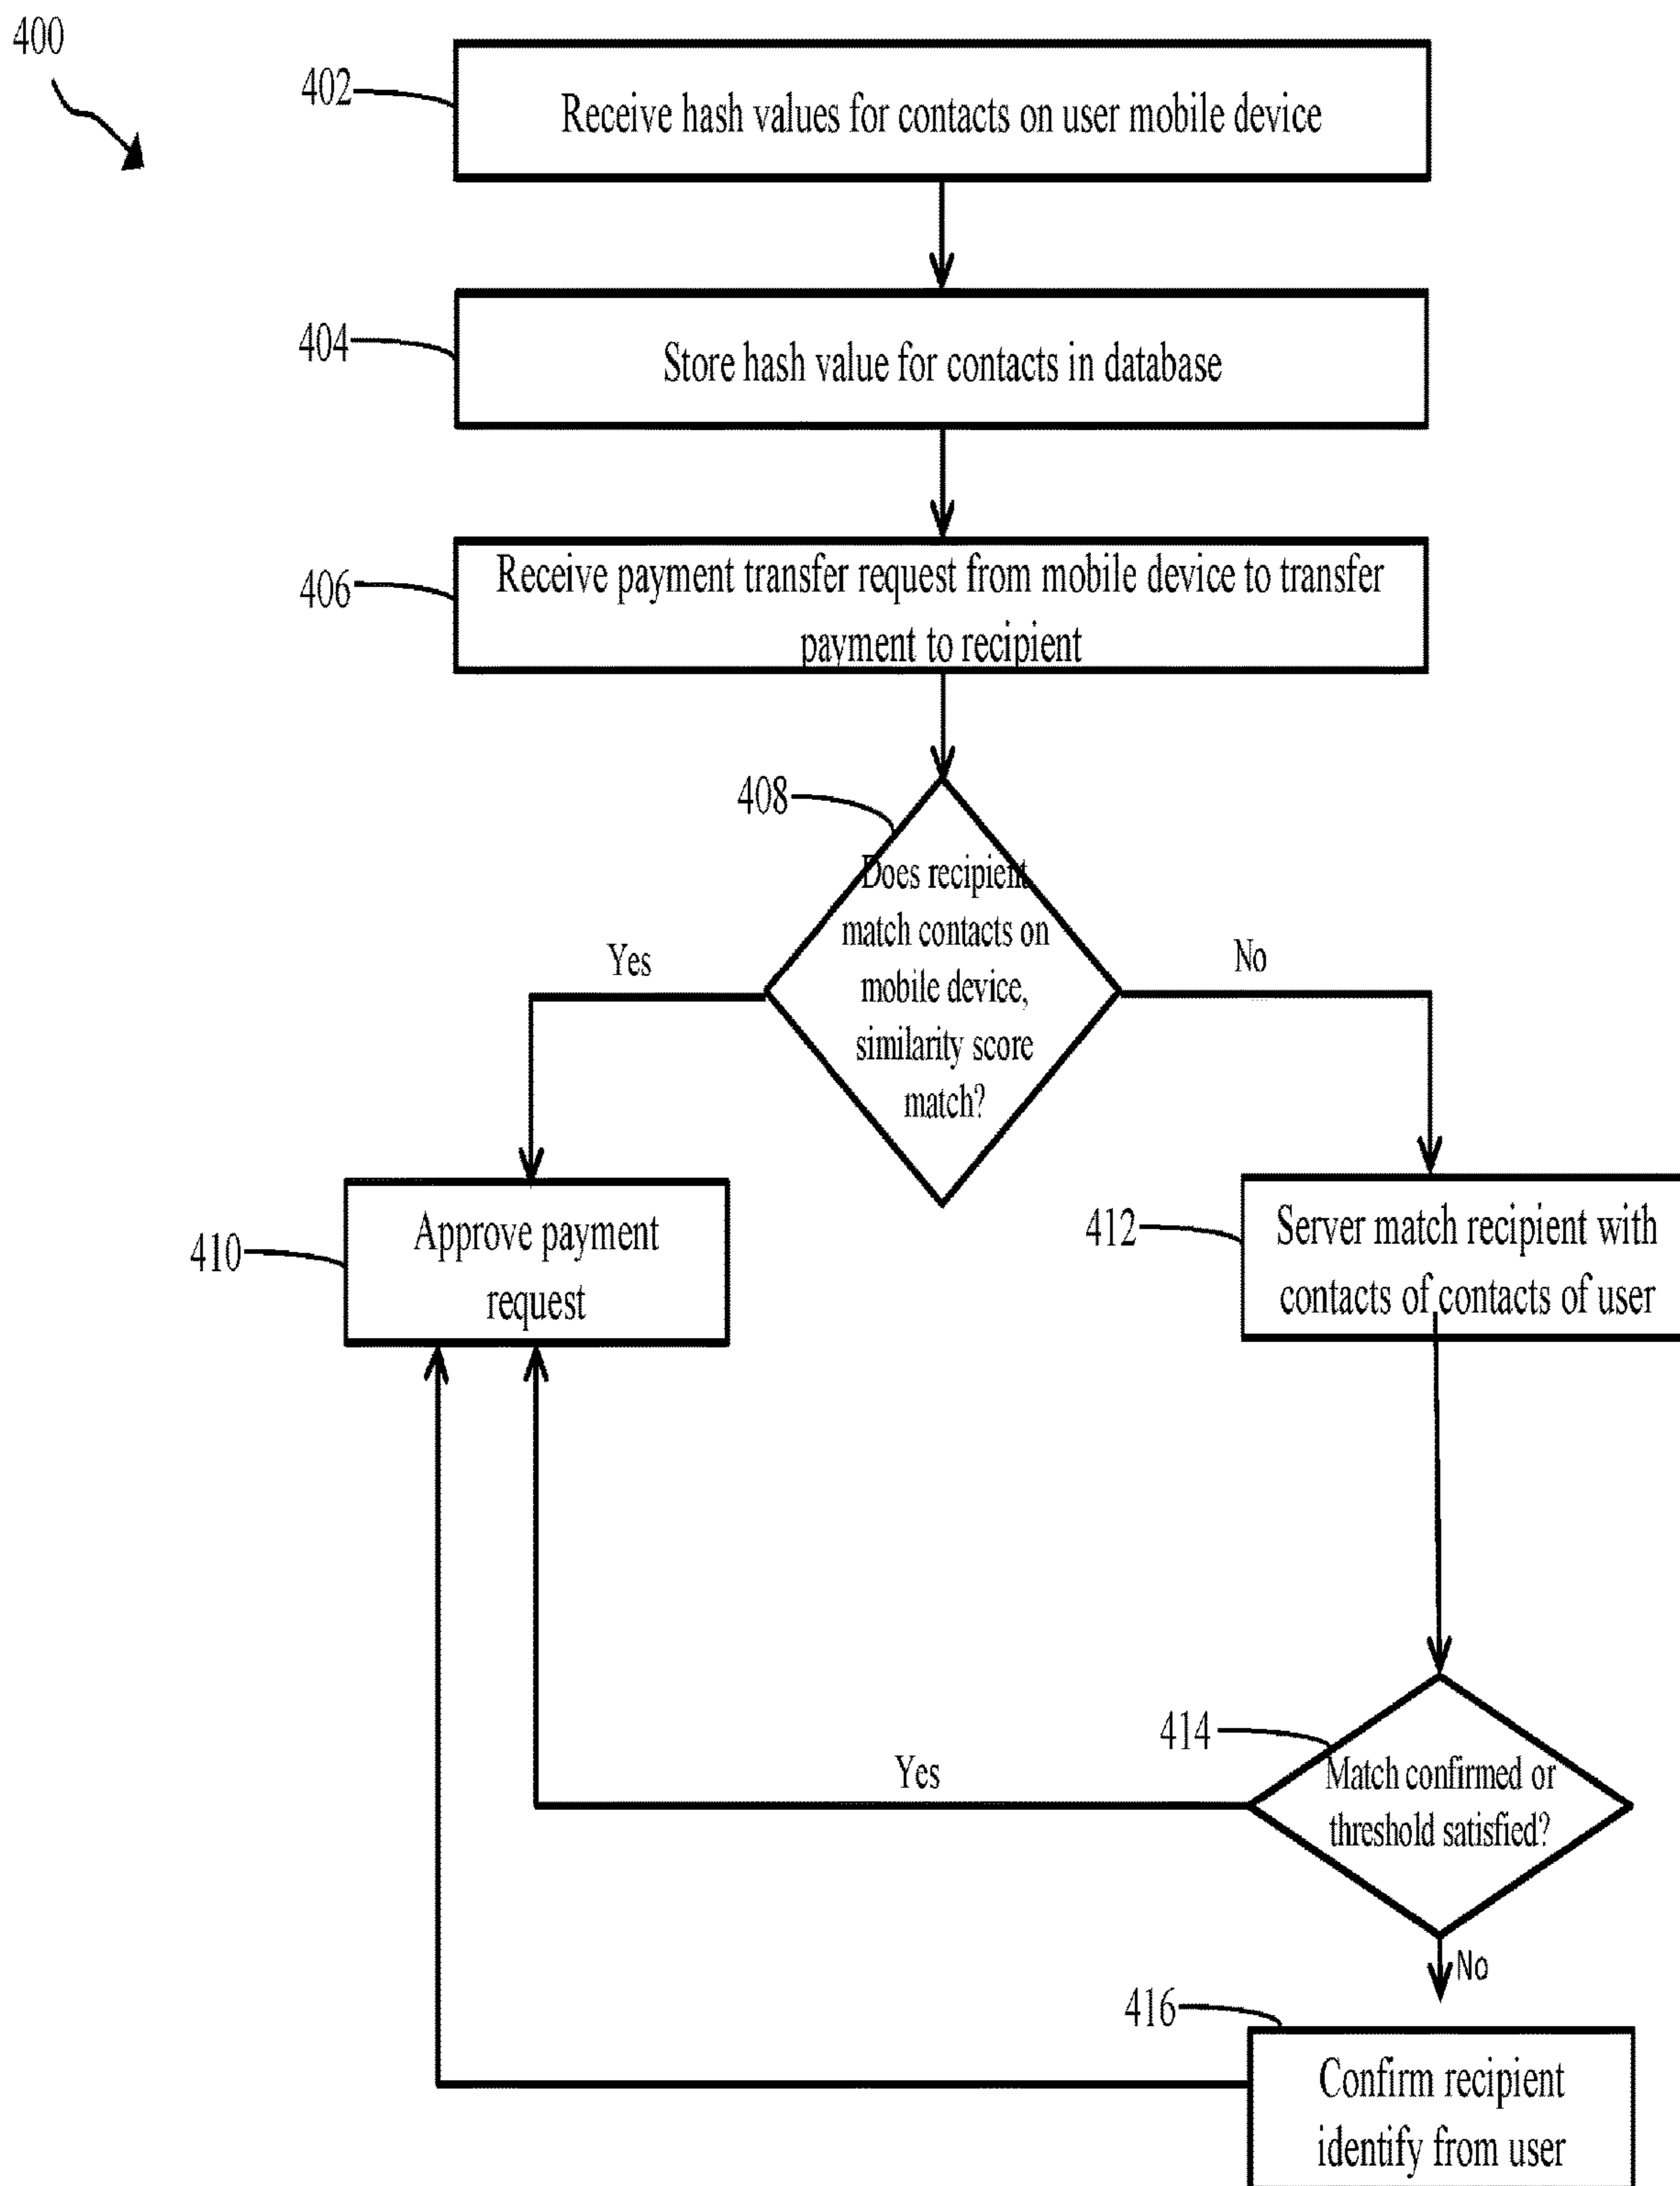 400
402
Receive hash values for contacts on user mobile device
404
Store hash value for contacts in database
406
Receive payment transfer request from mobile device to transfer
payment to recipient
408
Does recipient
match contacts on
mobile device,
similarity score
match?
Yes
No
410
Approve payment
request
412
Server match recipient with
contacts of contacts of user
414
Match confirmed or
threshold satisfied?
Yes
No
416
Confirm recipient
identify from user